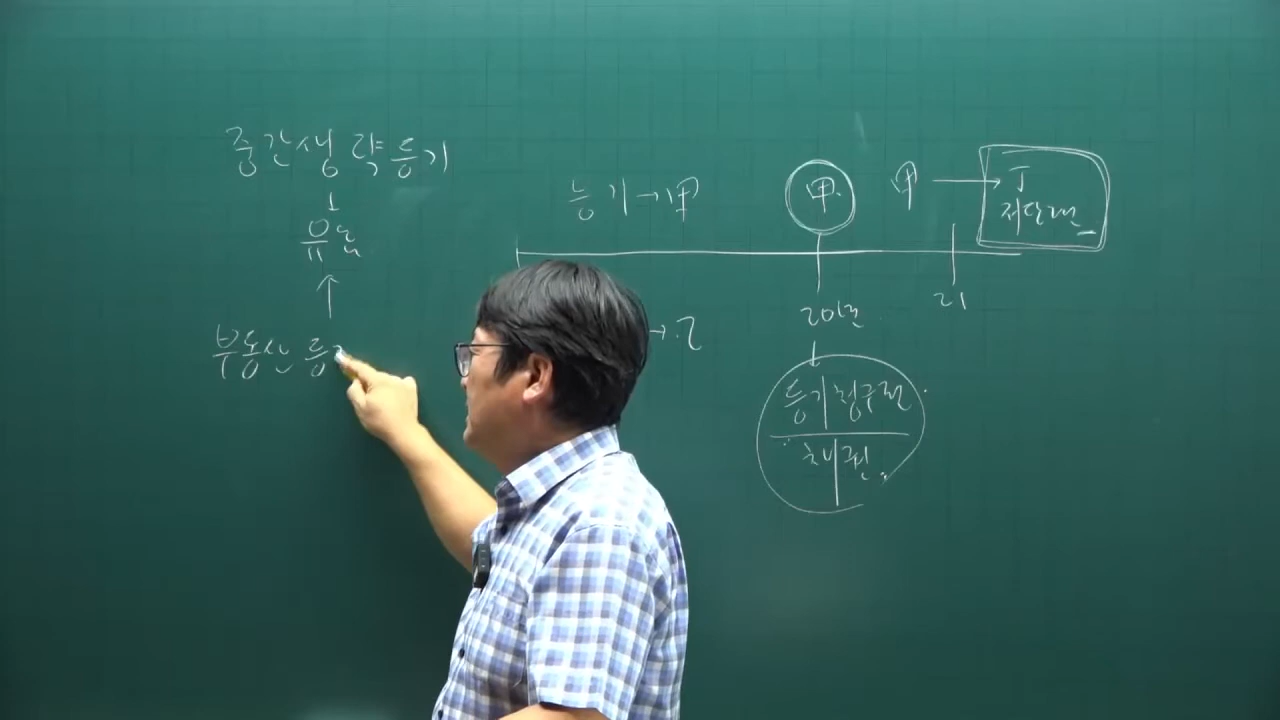 중간생략등기
↓
유효
↑
부동산 등
등기→甲
甲
甲 → 丁
저당권
→ 乙
20년
21
↓
등기청구권
채권